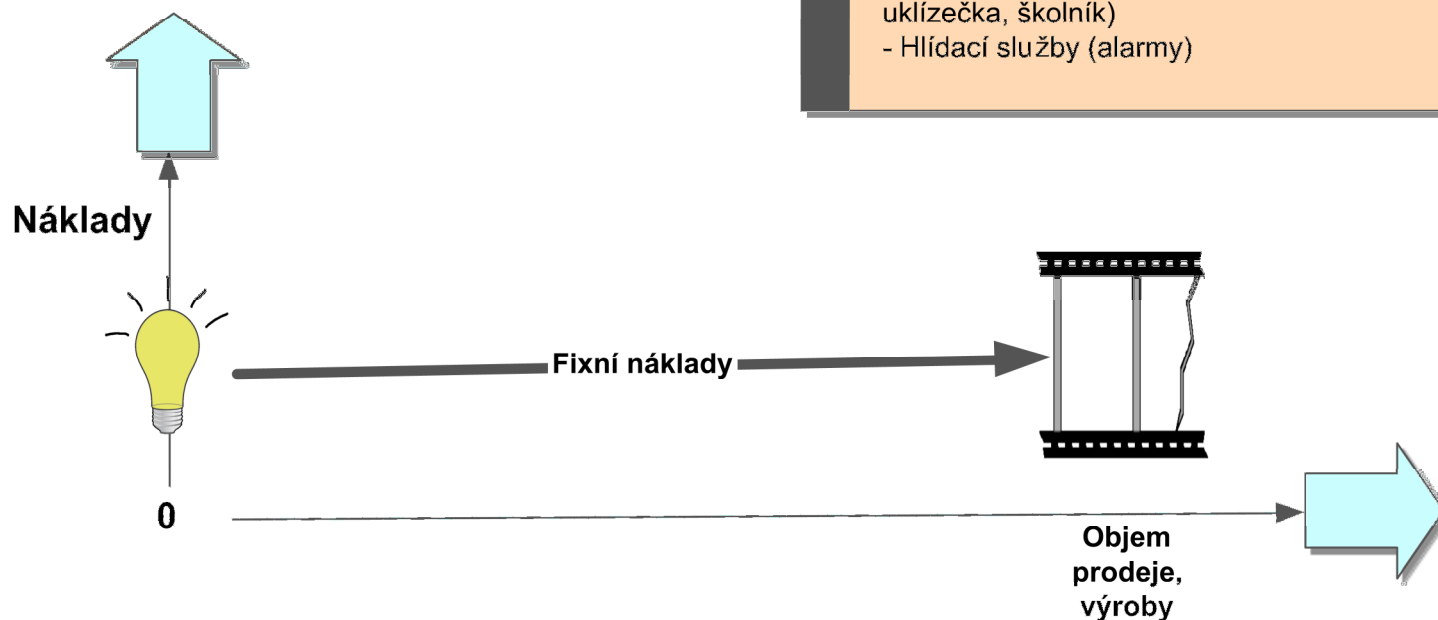 uklízečka, školník)
- Hlídací služby (alarmy)
Náklady
Fixní náklady
0
Objem
prodeje,
výroby